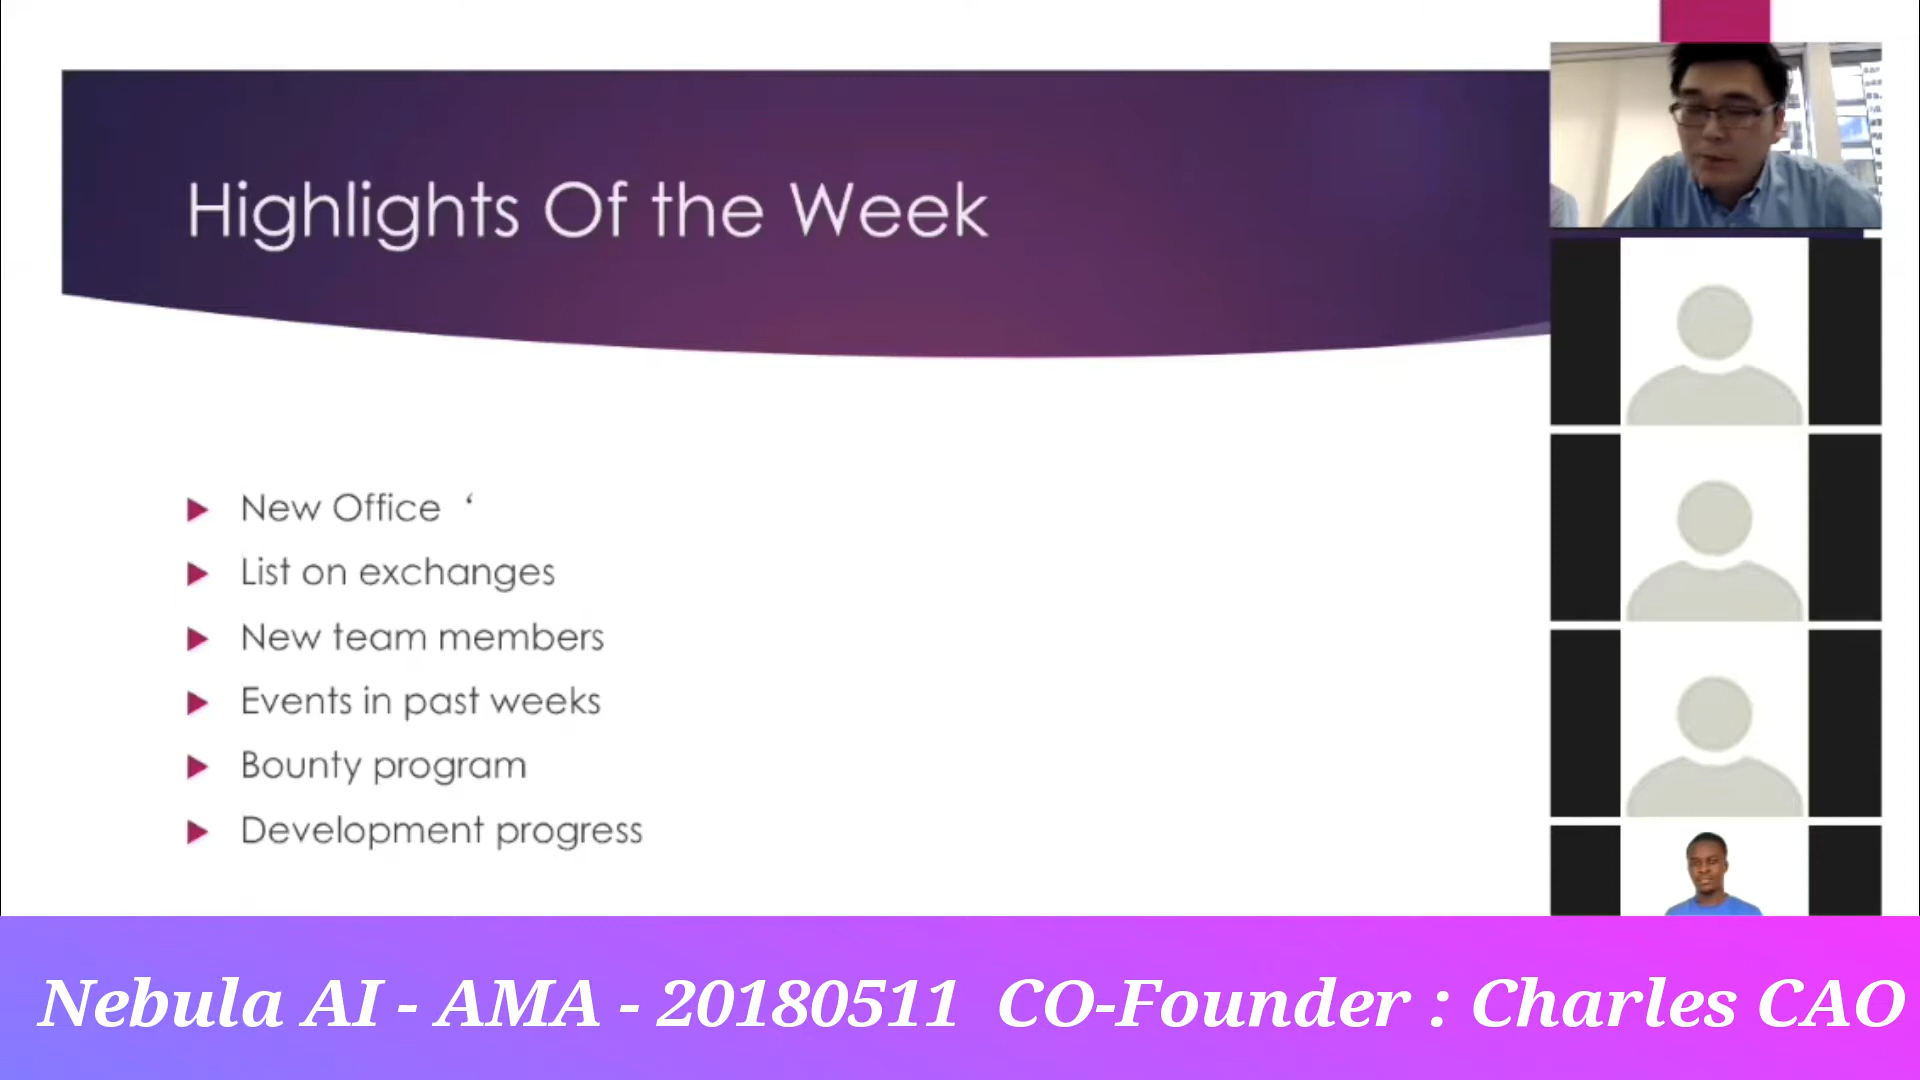 Highlights Of the Week
New Office ‘
List on exchanges
New team members
Events in past weeks
Bounty program
Development progress
Nebula AI - AMA - 20180511 CO-Founder : Charles CAO